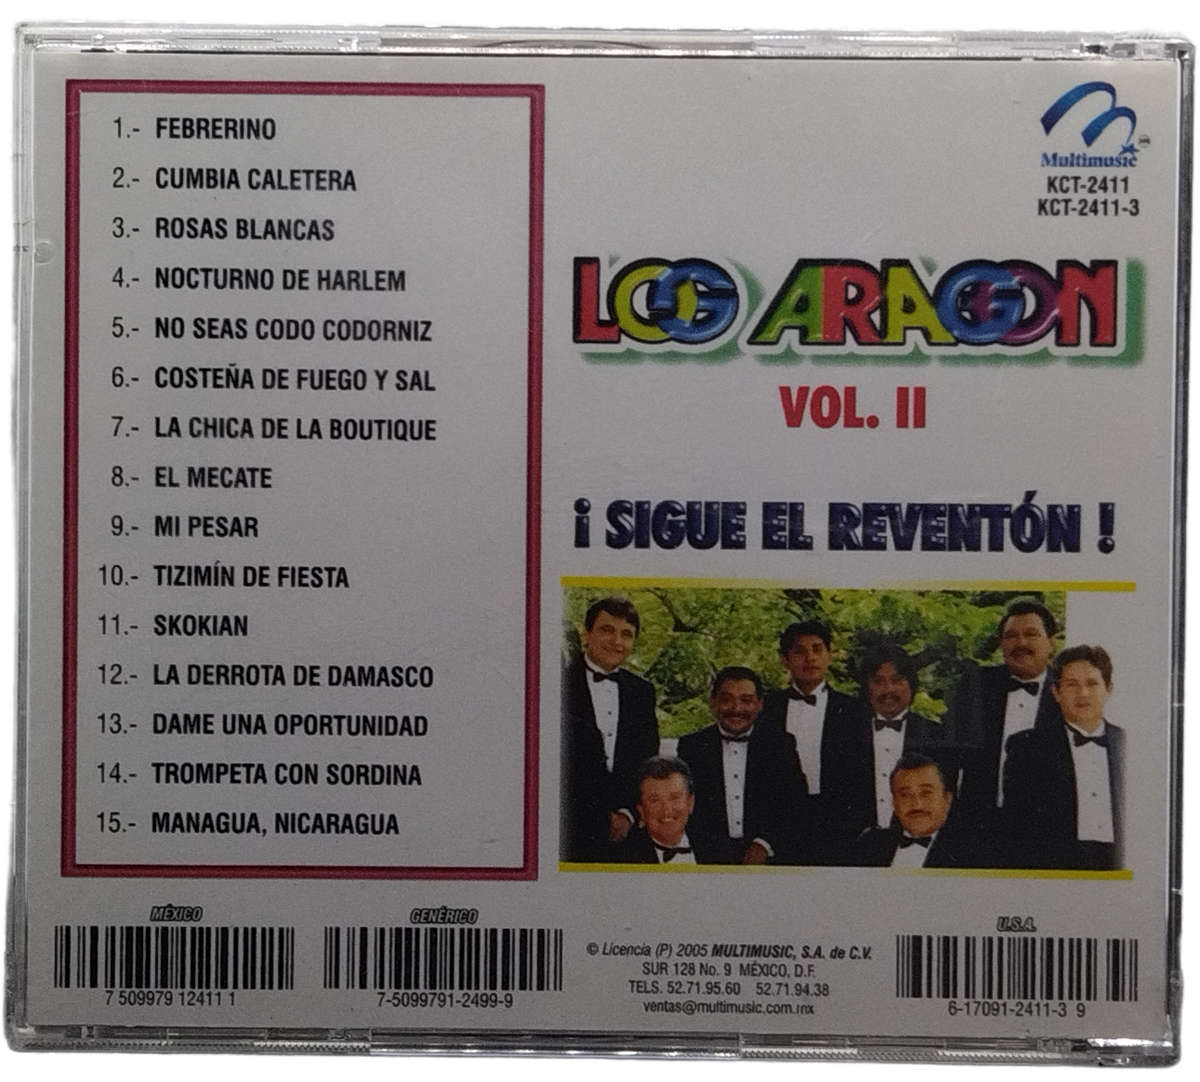 1.- FEBRERINO
2.- CUMBIA CALETERA
3.- ROSAS BLANCAS
4.- NOCTURNO DE HARLEM
5.- NO SEAS CODO CODORNIZ
6.- COSTEÑA DE FUEGO Y SAL
7.- LA CHICA DE LA BOUTIQUE
8.- EL MECATE
9.- MI PESAR
10.- TIZIMÍN DE FIESTA
11.- SKOKIAN
12.- LA DERROTA DE DAMASCO
13.- DAME UNA OPORTUNIDAD
14.- TROMPETA CON SORDINA
15.- MANAGUA, NICARAGUA
Multimusic
KCT-2411
KCT-2411-3
LOS ARAGON
VOL. II
¡ SIGUE EL REVENTÓN !
MÉXICO
7 509979 12411 1
GENÉRICO
7-5099791-2499-9
© Licencia (P) 2005 MULTIMUSIC, S.A. de C.V.
SUR 128 No. 9 MÉXICO, D.F.
TELS. 52.71.95.60 52.71.94.38
ventas@multimusic.com.mx
U.S.A.
6-17091-2411-3 9